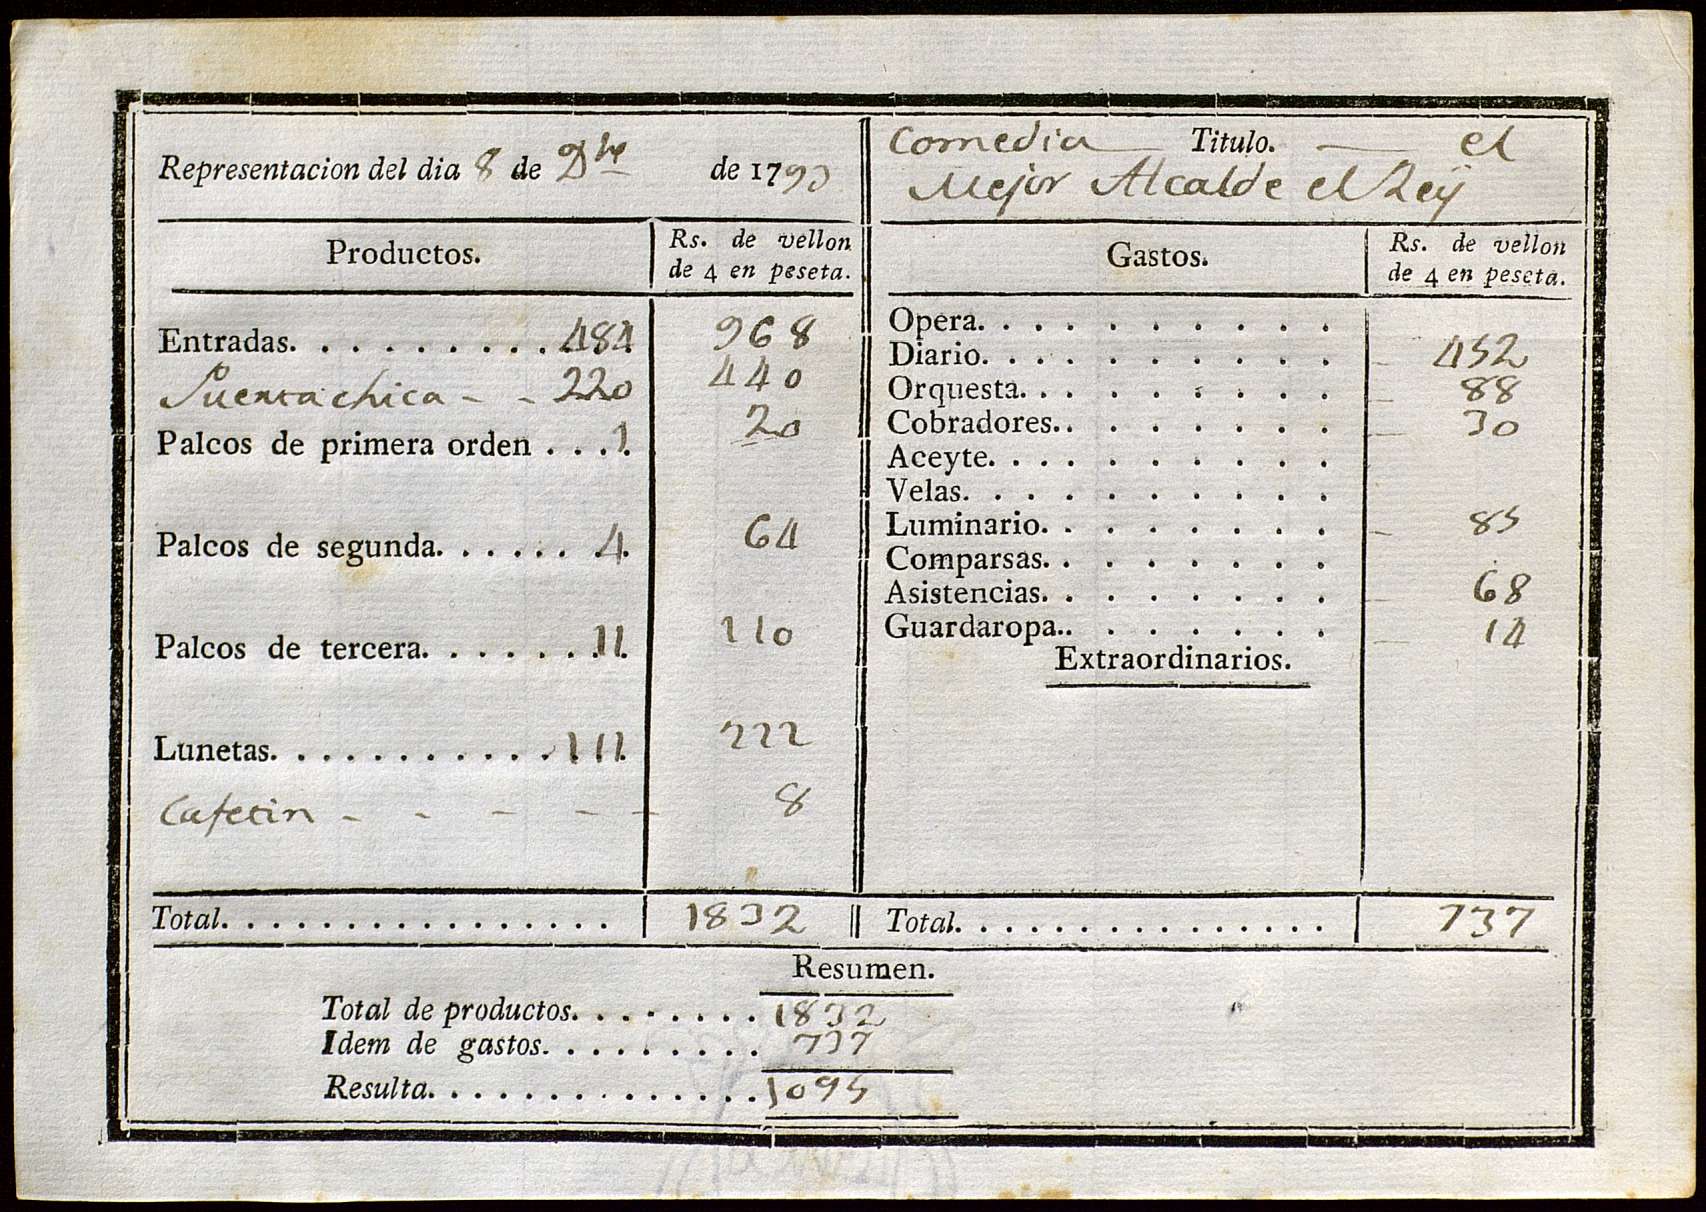 Representacion del dia 8 de Dbre de 1793
Comedia Titulo. el
Mejor Alcalde el Rey
Productos.
Rs. de vellon
de 4 en peseta.
Entradas. 484 968
Puerta chica - - 220 440
Palcos de primera orden 1 20
Palcos de segunda. 4 64
Palcos de tercera. 11 110
Lunetas. 111 222
Cafetin - - - - - 8
Total. 1832
Gastos.
Rs. de vellon
de 4 en peseta.
Opera.
Diario. 452
Orquesta. 88
Cobradores. 30
Aceyte.
Velas.
Luminario. 85
Comparsas.
Asistencias. 68
Guardaropa. 14
Extraordinarios.
Total. 737
Resumen.
Total de productos. 1832
Idem de gastos. 737
Resulta. 1095